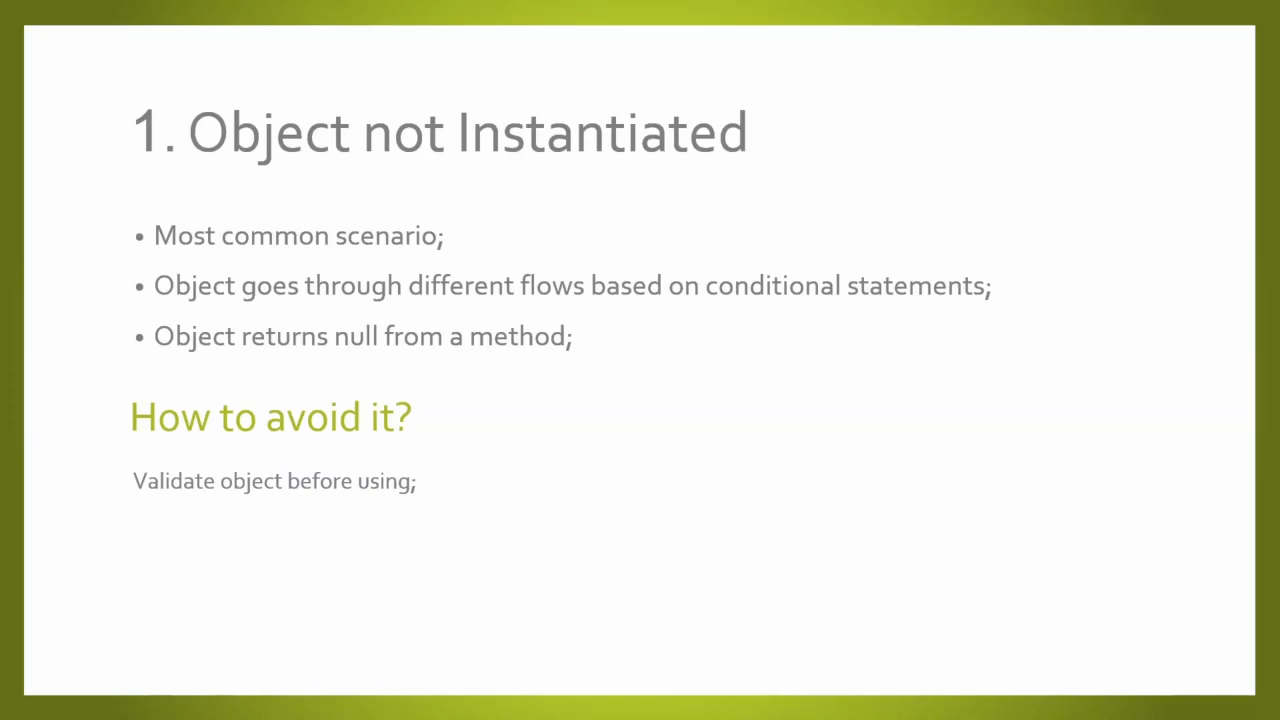 1. Object not Instantiated
• Most common scenario;
• Object goes through different flows based on conditional statements;
• Object returns null from a method;
How to avoid it?
Validate object before using;